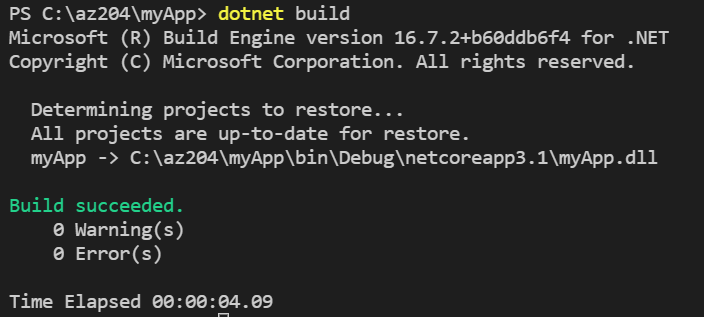 PS C:\az204\myApp> dotnet build
Microsoft (R) Build Engine version 16.7.2+b60ddb6f4 for .NET
Copyright (C) Microsoft Corporation. All rights reserved.
Determining projects to restore...
All projects are up-to-date for restore.
myApp -> C:\az204\myApp\bin\Debug\netcoreapp3.1\myApp.dll
Build succeeded.
0 Warning(s)
0 Error(s)
Time Elapsed 00:00:04.09